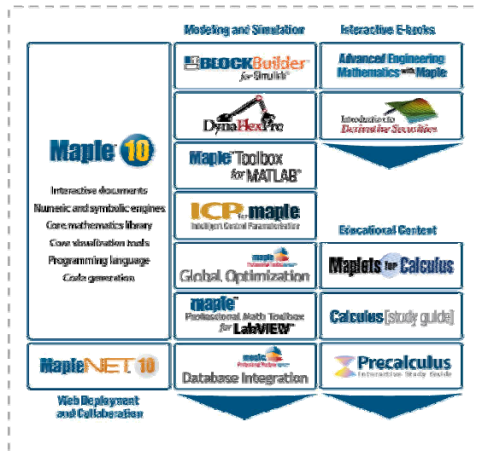 Modeling and Simulation
Interactive E-books
BLOCKBuilder
for Simulink
Advanced Engineering
Mathematics with Maple
DynaFlexPro
Introduction to
Derivative Securities
Maple 10
Interactive documents
Numeric and symbolic engines
Core mathematics library
Core visualization tools
Programming language
Code generation
Maple™ Toolbox
for MATLAB®
ICP for maple
Intelligent Control Parameterization
Educational Content
maple
Global Optimization
Maplets for Calculus
maple™
Professional Math Toolbox
for LabVIEW™
Calculus [study guide]
MapleNET 10
maple
Database Integration
Precalculus
Interactive Study Guide
Web Deployment
and Collaboration